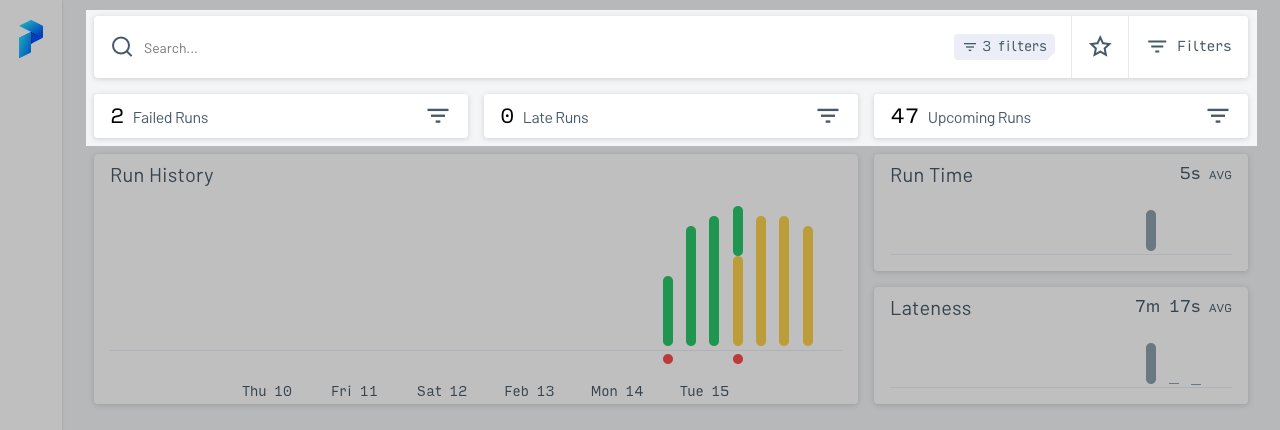 Search... 3 filters Filters
2 Failed Runs 0 Late Runs 47 Upcoming Runs
Run History
Run Time 5s AVG
Lateness 7m 17s AVG
Thu 10 Fri 11 Sat 12 Feb 13 Mon 14 Tue 15